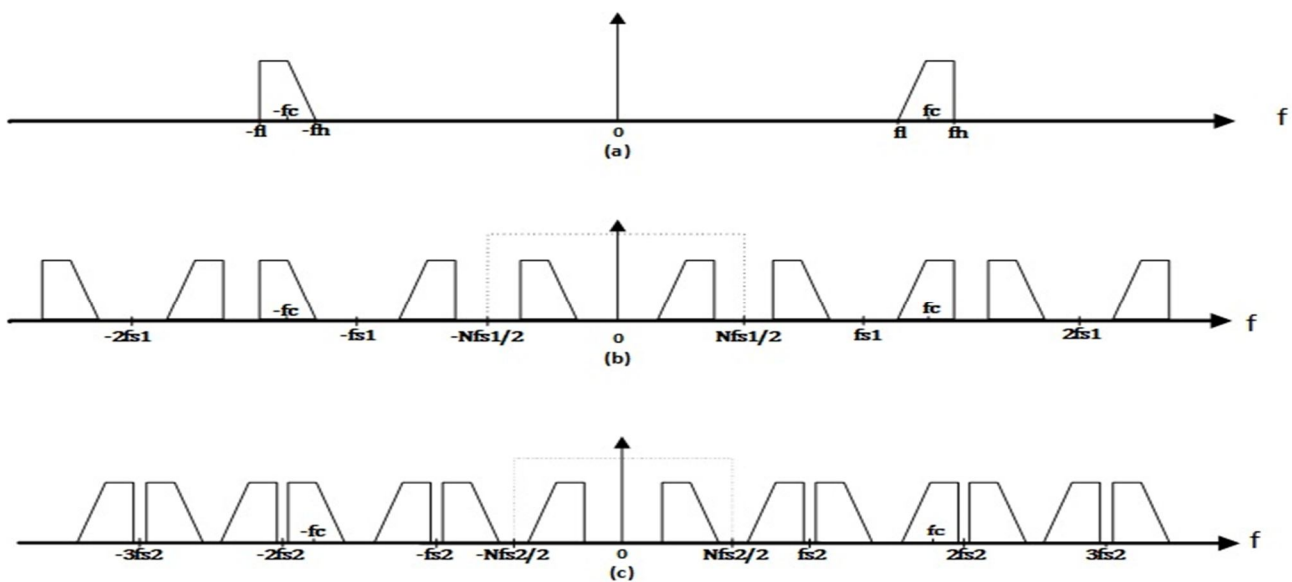 -fc fc f
-fl -fh 0 fl fh
(a)
-fc fc
-2fs1 -fs1 -Nfs1/2 0 Nfs1/2 fs1 2fs1 f
(b)
-fc fc
-3fs2 -2fs2 -fs2 -Nfs2/2 0 Nfs2/2 fs2 2fs2 3fs2 f
(c)